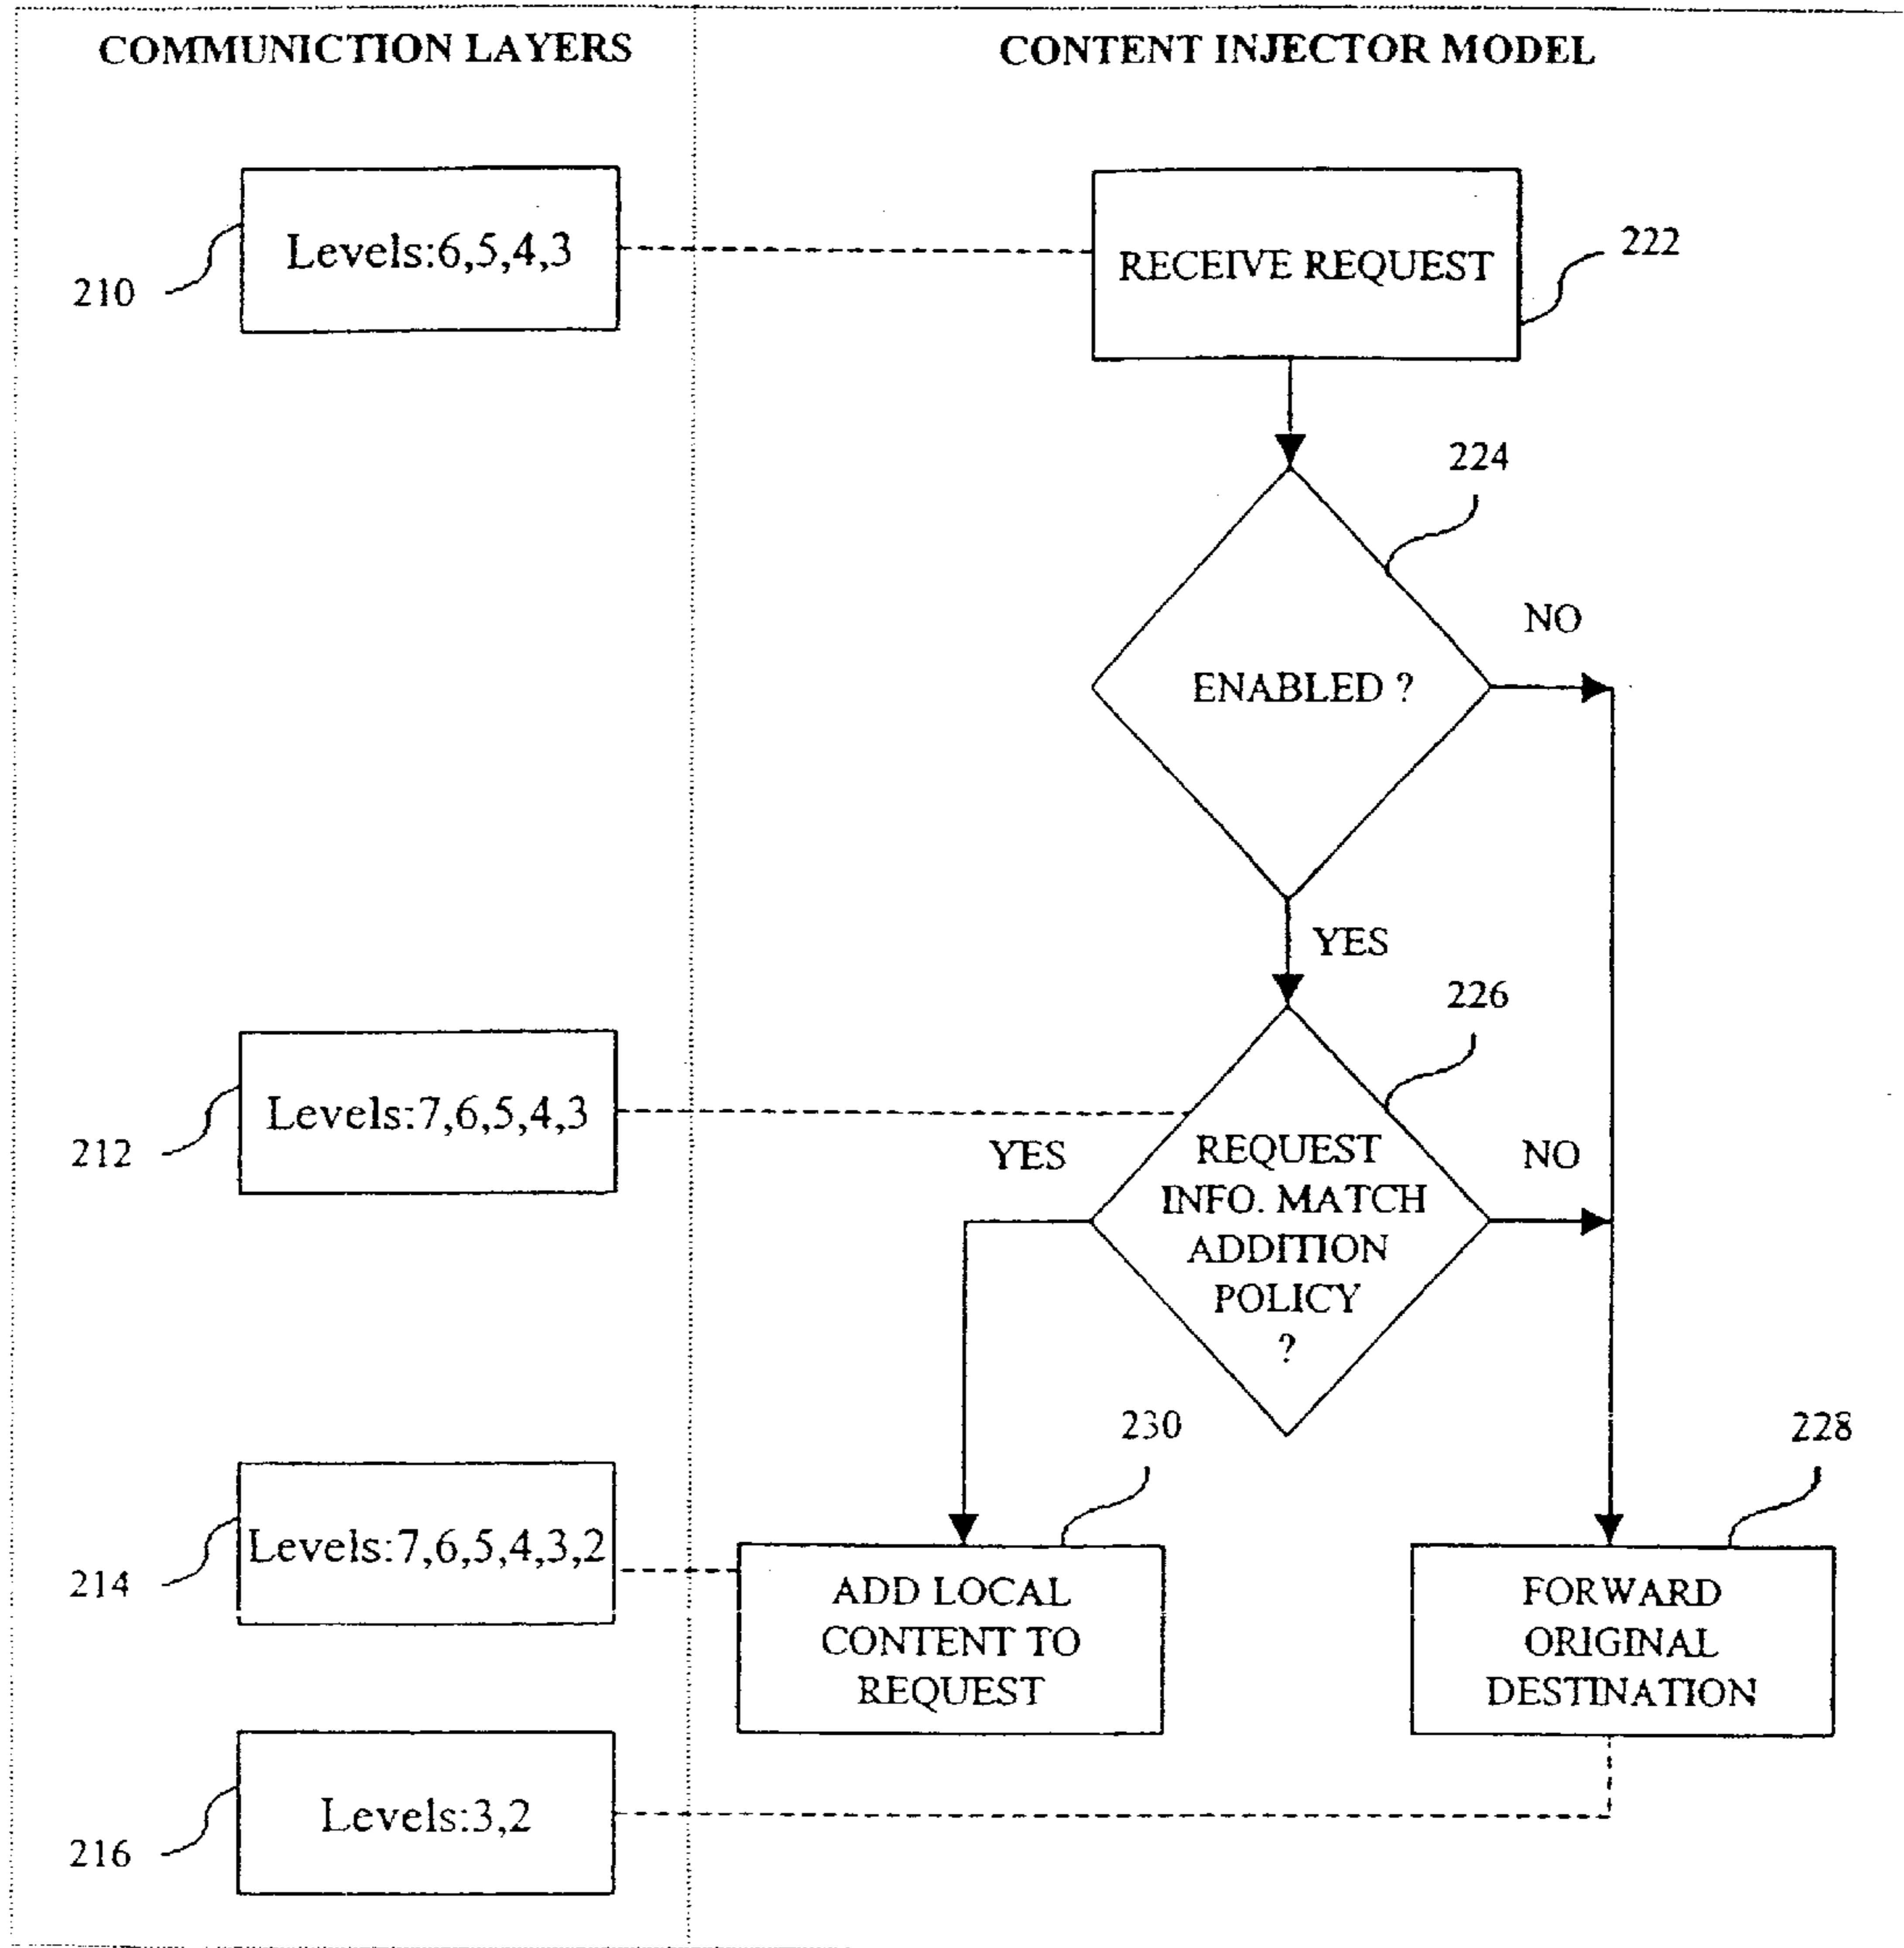 COMMUNICTION LAYERS
CONTENT INJECTOR MODEL
Levels:6,5,4,3
210
RECEIVE REQUEST
222
224
ENABLED ?
NO
YES
226
Levels:7,6,5,4,3
212
YES
REQUEST
INFO. MATCH
ADDITION
POLICY
?
NO
230
228
Levels:7,6,5,4,3,2
214
ADD LOCAL
CONTENT TO
REQUEST
FORWARD
ORIGINAL
DESTINATION
Levels:3,2
216